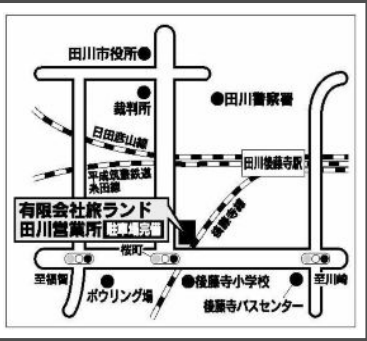 田川市役所
裁判所
田川警察署
日田彦山線
平成筑豊鉄道
糸田線
田川後藤寺駅
後藤寺線
有限会社旅ランド
田川営業所 駐車場完備
桜町
至福智
ボウリング場
後藤寺小学校
後藤寺バスセンター
至川崎